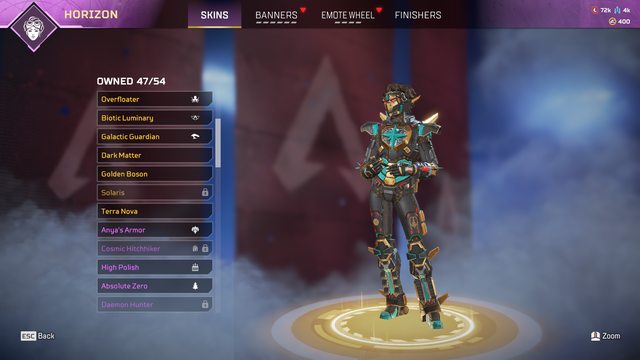 HORIZON
SKINS
BANNERS
EMOTE WHEEL
FINISHERS
72k 4k
400
OWNED 47/54
Overfloater
Biotic Luminary
Galactic Guardian
Dark Matter
Golden Boson
Solaris
Terra Nova
Anya's Armor
Cosmic Hitchhiker
High Polish
Absolute Zero
Daemon Hunter
ESC Back
Zoom